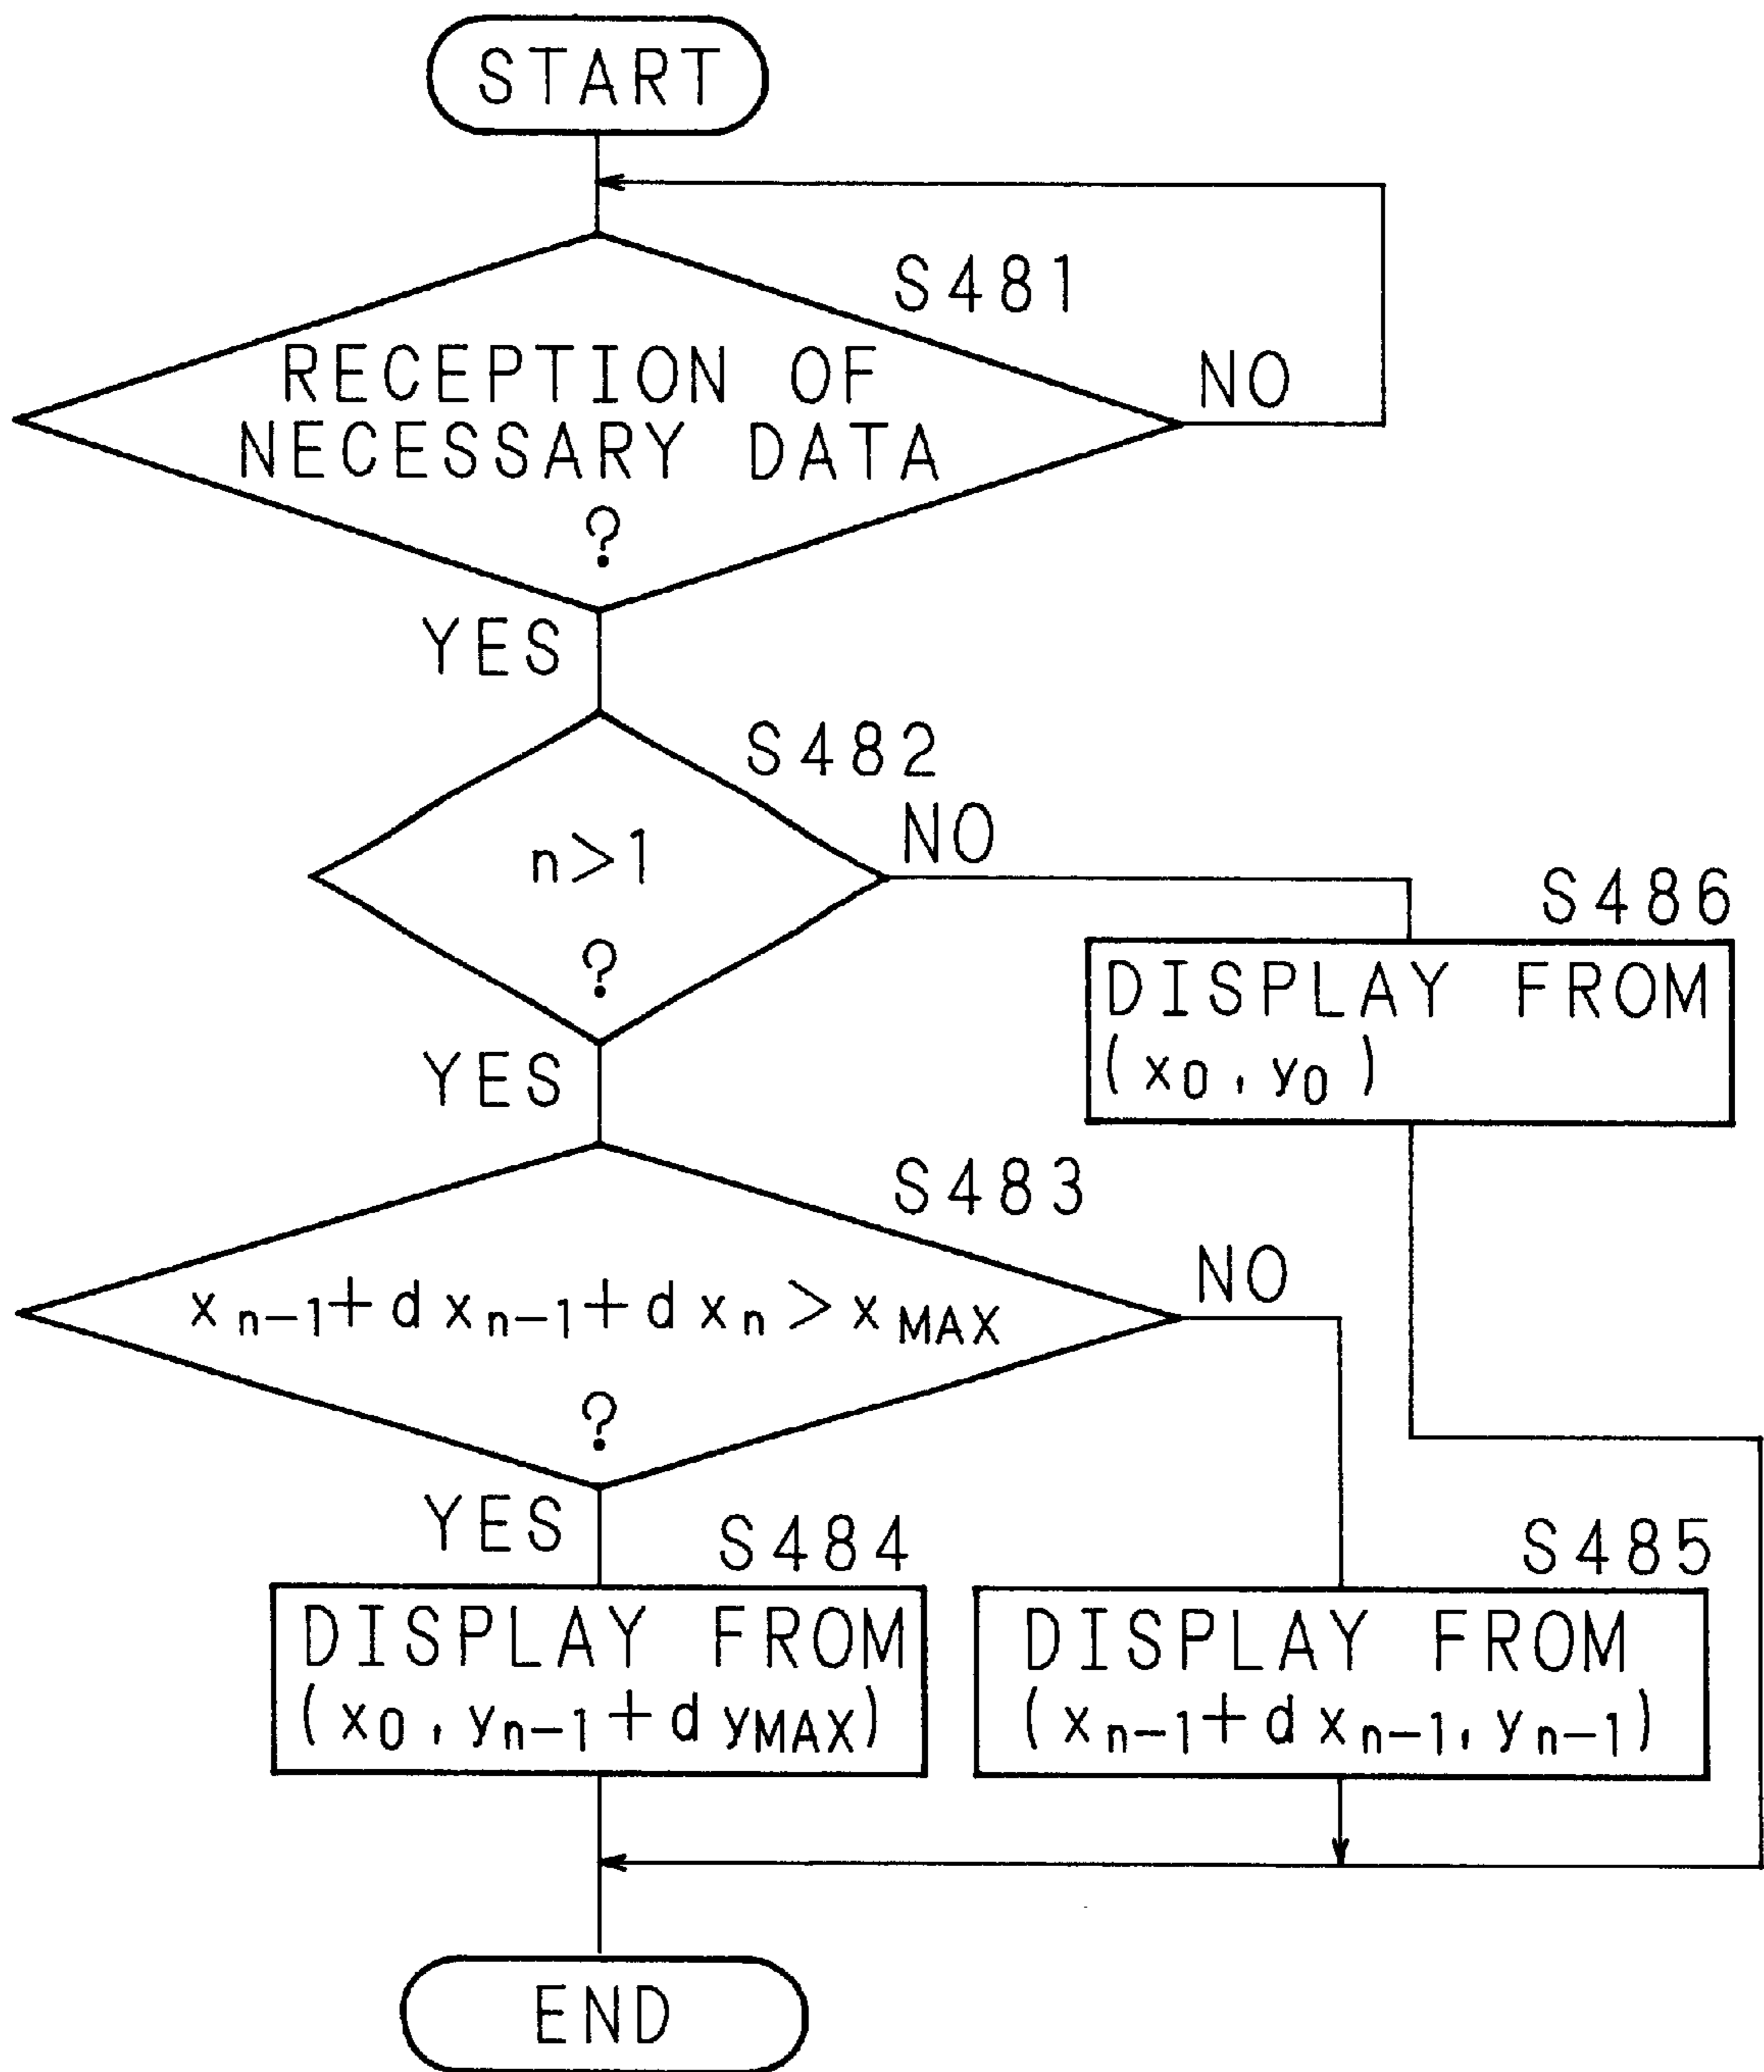 START
S481
RECEPTION OF
NECESSARY DATA
?
NO
YES
S482
n>1
?
NO
YES
S486
DISPLAY FROM
(x₀, y₀)
S483
xₙ₋₁+dxₙ₋₁+dxₙ>x_MAX
?
NO
YES
S484
DISPLAY FROM
(x₀, yₙ₋₁+dy_MAX)
S485
DISPLAY FROM
(xₙ₋₁+dxₙ₋₁, yₙ₋₁)
END